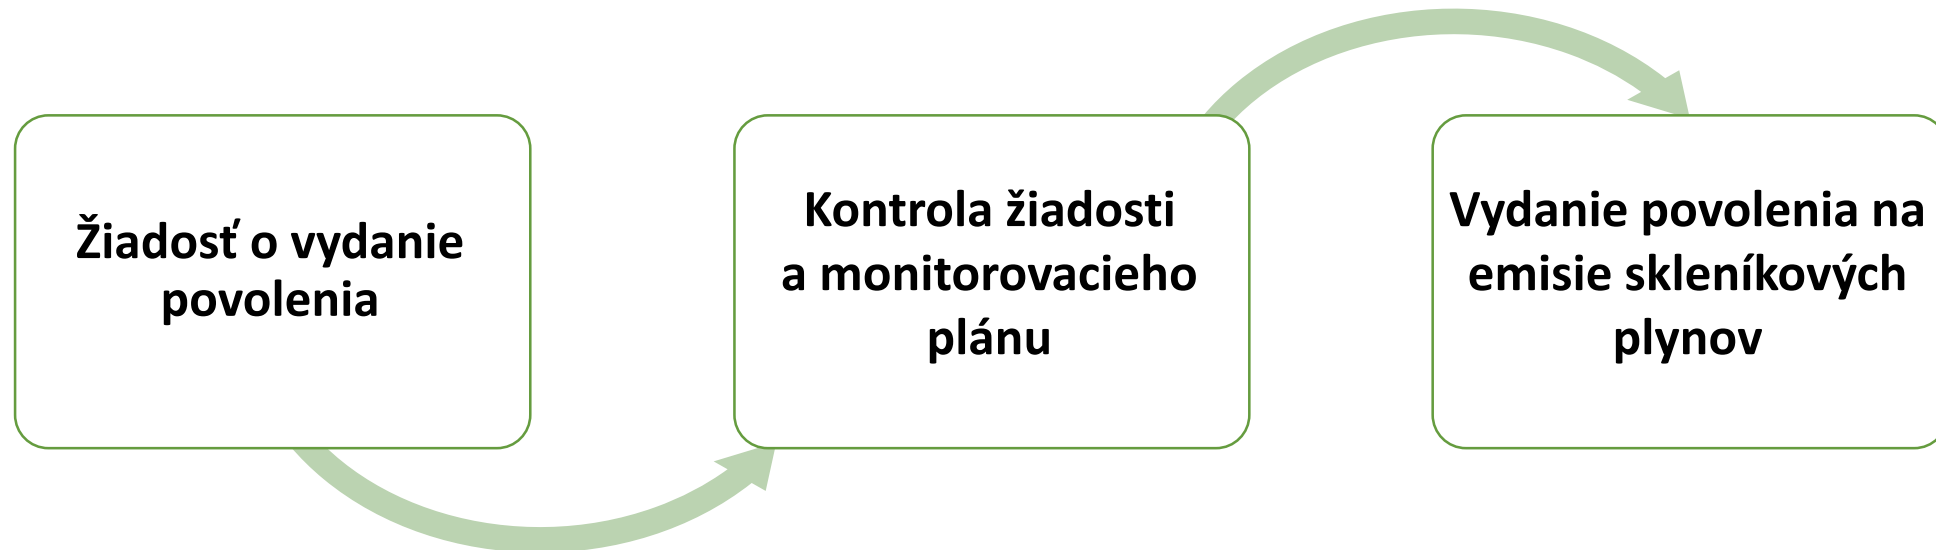 Žiadosť o vydanie
povolenia
Kontrola žiadosti
a monitorovacieho
plánu
Vydanie povolenia na
emisie skleníkových
plynov